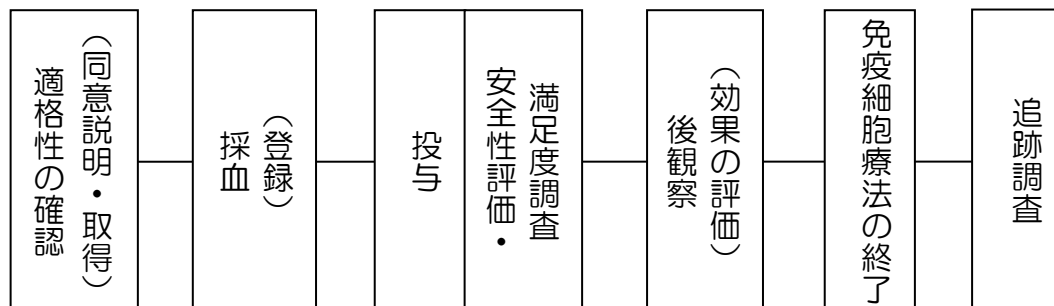 適格性の確認
（同意説明・取得）
採血
（登録）
投与
安全性評価・
満足度調査
後観察
（効果の評価）
免疫細胞療法の終了
追跡調査